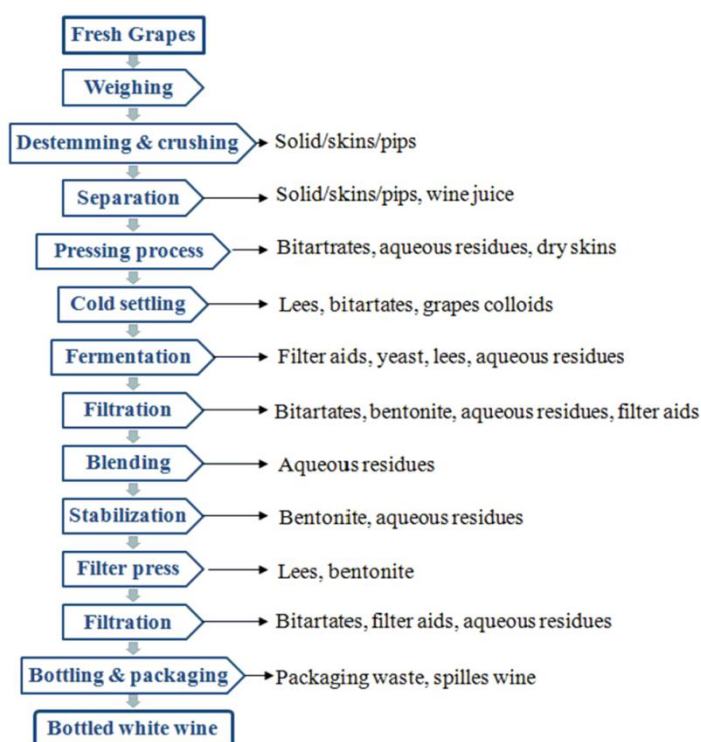 Fresh Grapes
Weighing
Destemming & crushing Solid/skins/pips
Separation Solid/skins/pips, wine juice
Pressing process Bitartrates, aqueous residues, dry skins
Cold settling Lees, bitartates, grapes colloids
Fermentation Filter aids, yeast, lees, aqueous residues
Filtration Bitartates, bentonite, aqueous residues, filter aids
Blending Aqueous residues
Stabilization Bentonite, aqueous residues
Filter press Lees, bentonite
Filtration Bitartates, filter aids, aqueous residues
Bottling & packaging Packaging waste, spilles wine
Bottled white wine